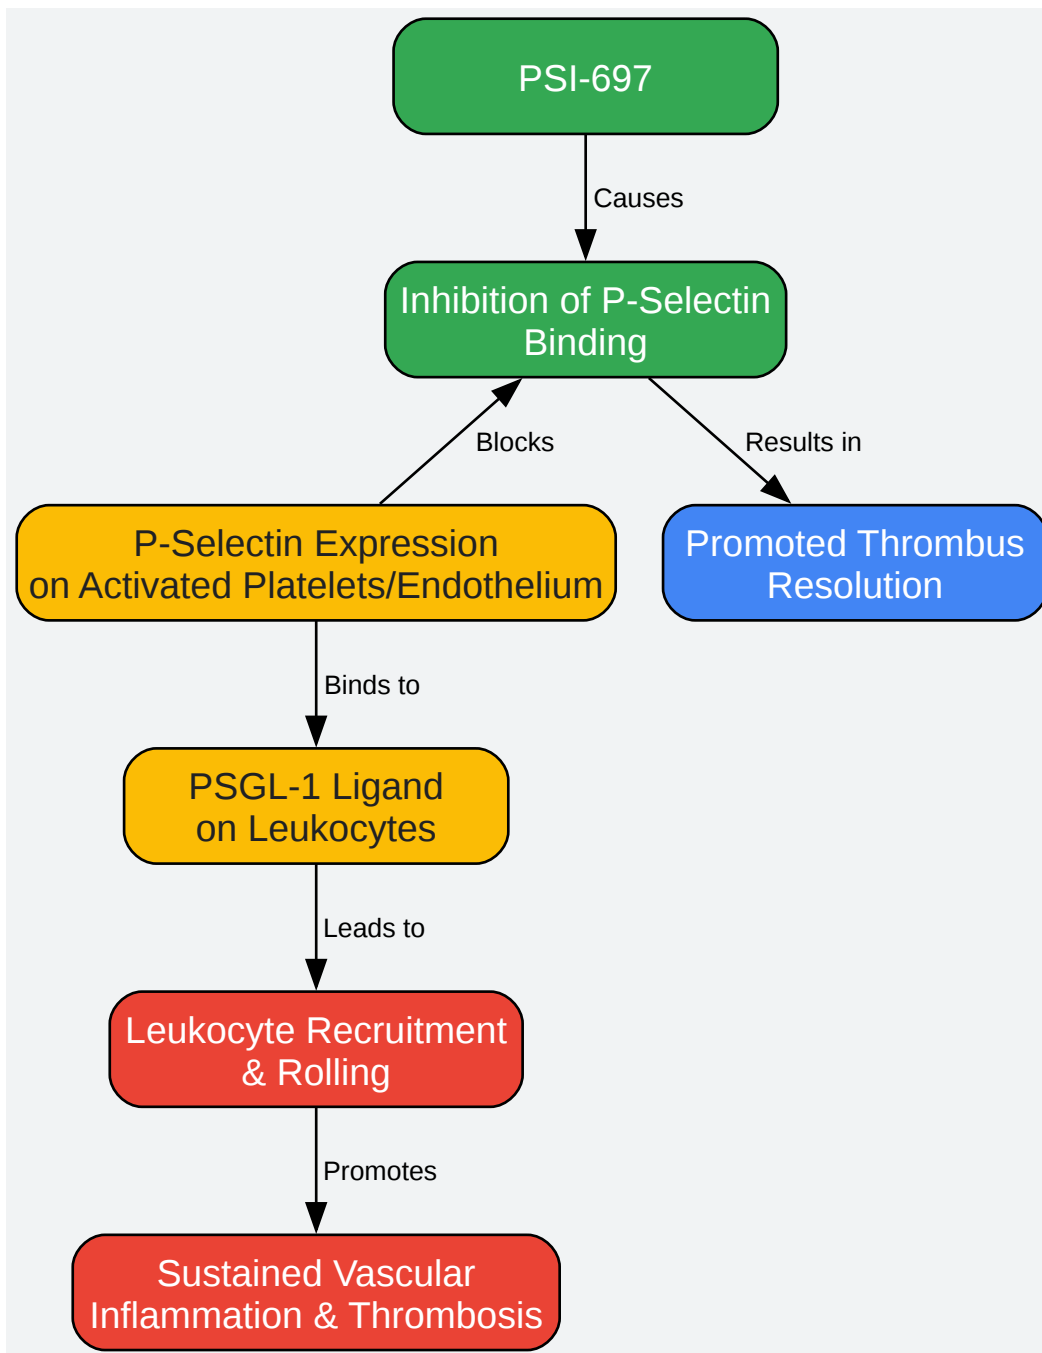 PSI-697
Causes
Inhibition of P-Selectin
Binding
Blocks
Results in
P-Selectin Expression
on Activated Platelets/Endothelium
Promoted Thrombus
Resolution
Binds to
PSGL-1 Ligand
on Leukocytes
Leads to
Leukocyte Recruitment
& Rolling
Promotes
Sustained Vascular
Inflammation & Thrombosis